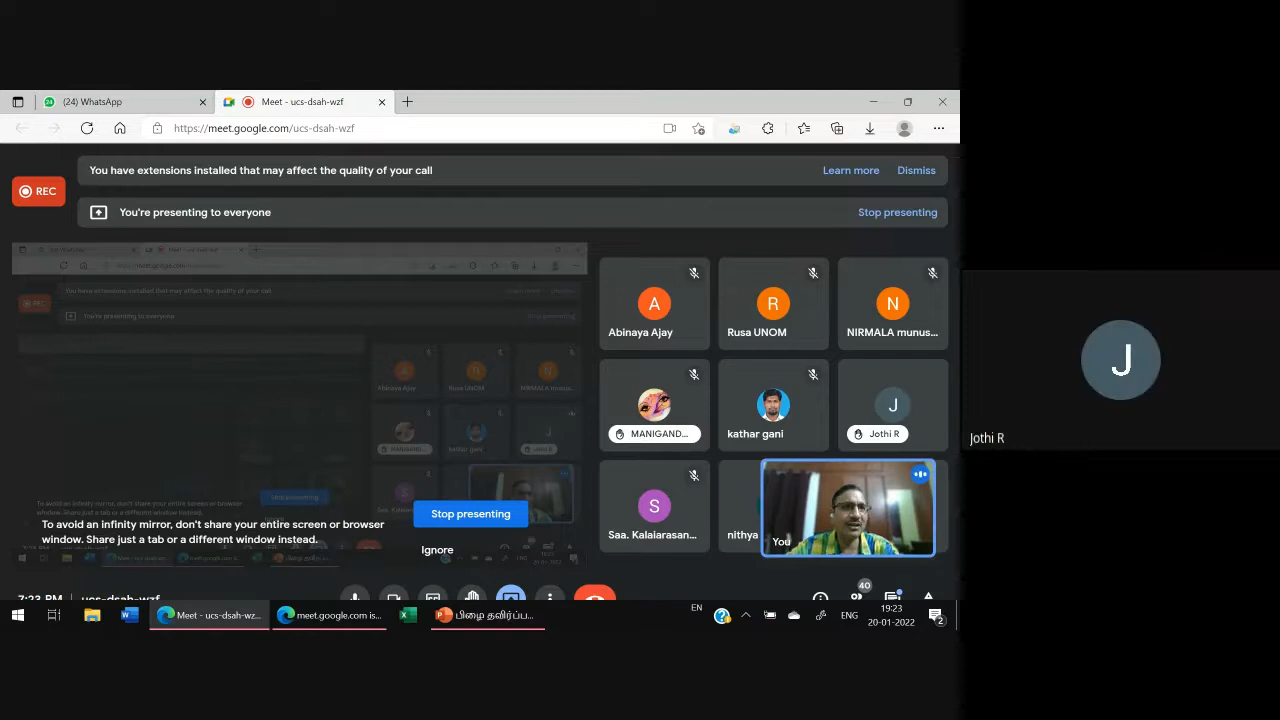 (24) WhatsApp
Meet - ucs-dsah-wzf
https://meet.google.com/ucs-dsah-wzf
You have extensions installed that may affect the quality of your call
Learn more
Dismiss
REC
You're presenting to everyone
Stop presenting
A
Abinaya Ajay
R
Rusa UNOM
N
NIRMALA munus...
MANIGAND...
kathar gani
J
Jothi R
S
Saa. Kalaiarasan...
nithya
You
To avoid an infinity mirror, don't share your entire screen or browser
window. Share just a tab or a different window instead.
Stop presenting
Ignore
7:23 PM
ucs-dsah-wzf
40
Meet - ucs-dsah-wz...
meet.google.com is...
பிழை தவிர்ப்ப...
EN
ENG
19:23
20-01-2022
2
J
Jothi R